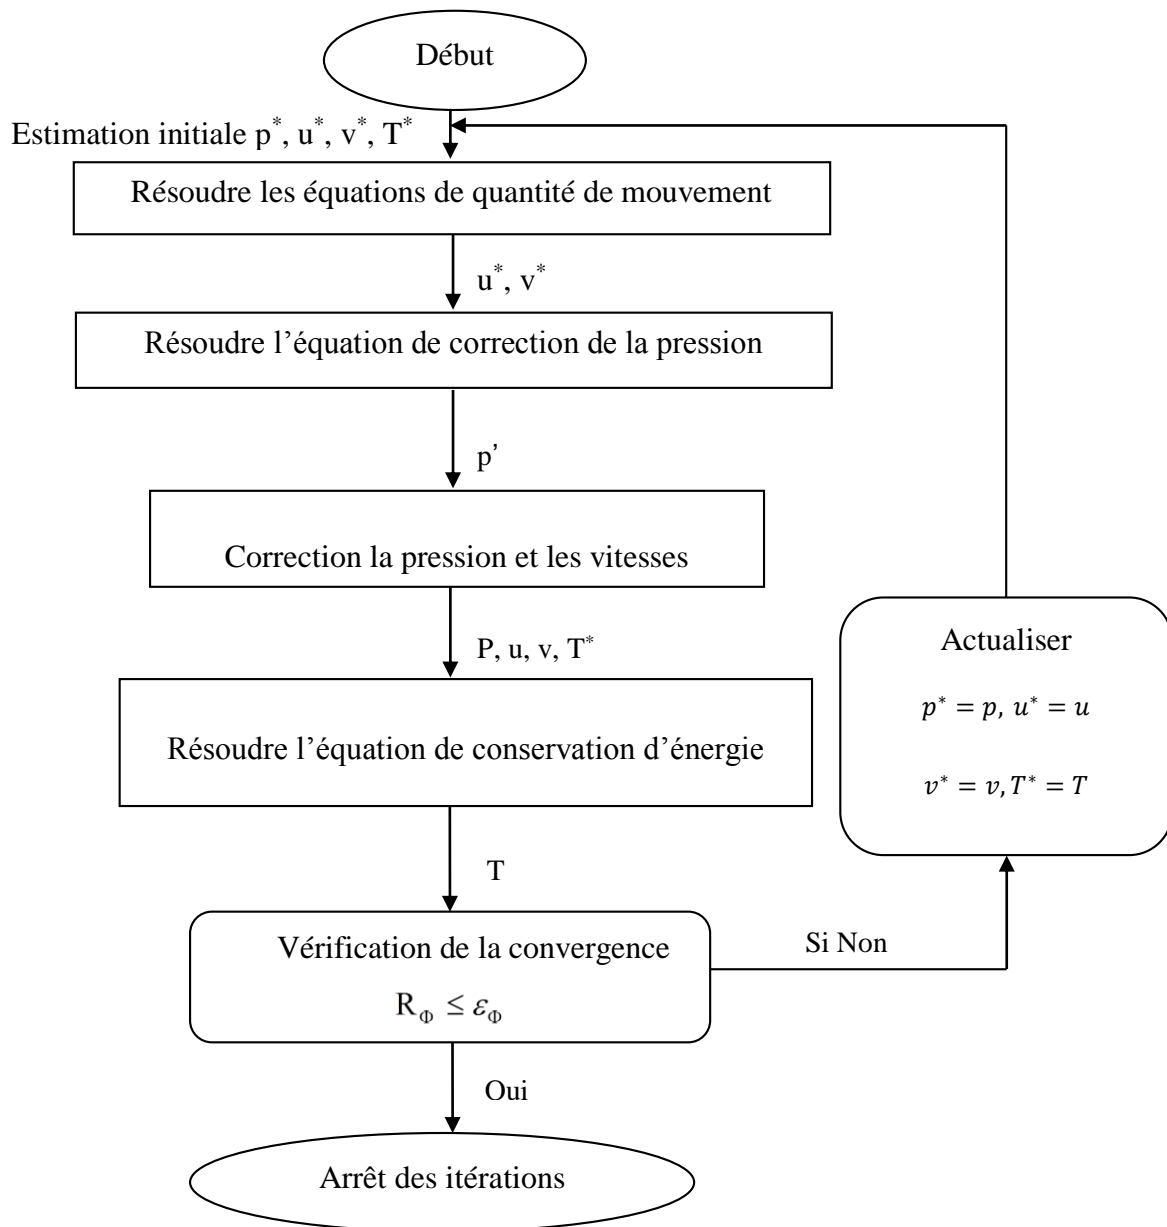 Début
Estimation initiale p*, u*, v*, T*
Résoudre les équations de quantité de mouvement
u*, v*
Résoudre l’équation de correction de la pression
p’
Correction la pression et les vitesses
P, u, v, T*
Résoudre l’équation de conservation d’énergie
T
Vérification de la convergence
R_Φ ≤ ε_Φ
Si Non
Actualiser
p* = p, u* = u
v* = v, T* = T
Oui
Arrêt des itérations